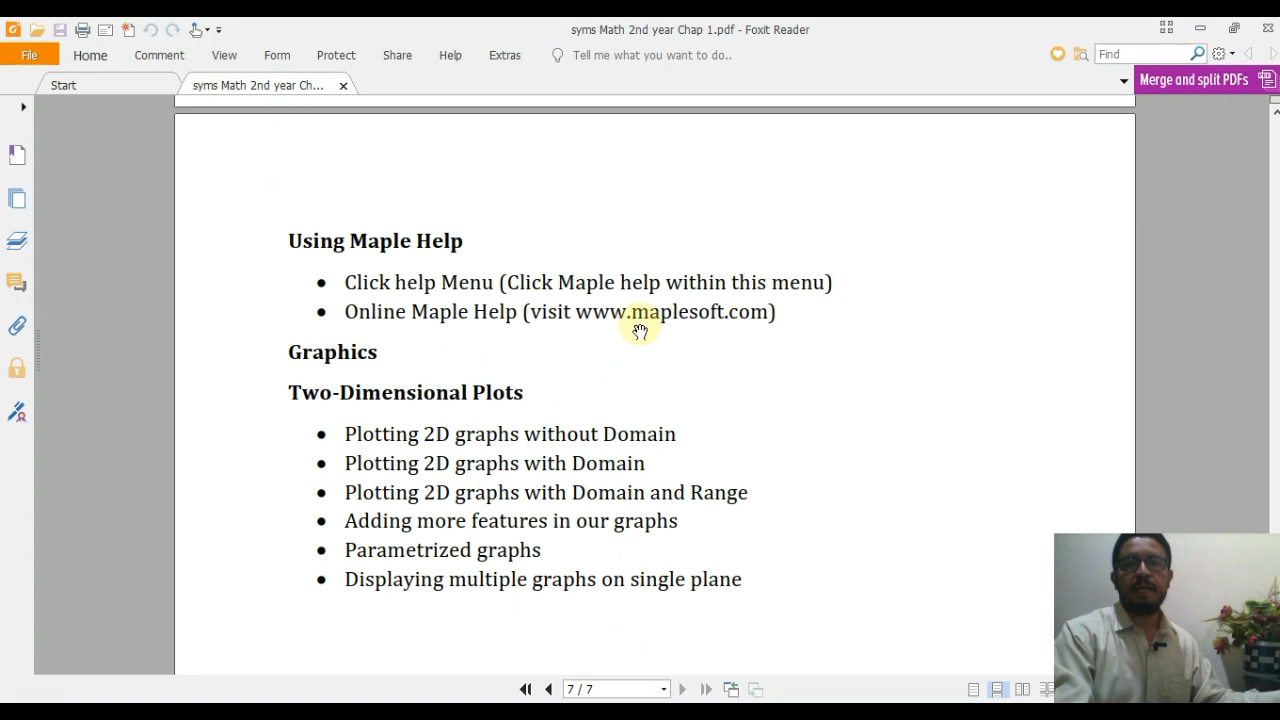 syms Math 2nd year Chap 1.pdf - Foxit Reader
File Home Comment View Form Protect Share Help Extras Tell me what you want to do.. Find
Start syms Math 2nd year Ch... Merge and split PDFs
Using Maple Help
• Click help Menu (Click Maple help within this menu)
• Online Maple Help (visit www.maplesoft.com)
Graphics
Two-Dimensional Plots
• Plotting 2D graphs without Domain
• Plotting 2D graphs with Domain
• Plotting 2D graphs with Domain and Range
• Adding more features in our graphs
• Parametrized graphs
• Displaying multiple graphs on single plane
7 / 7